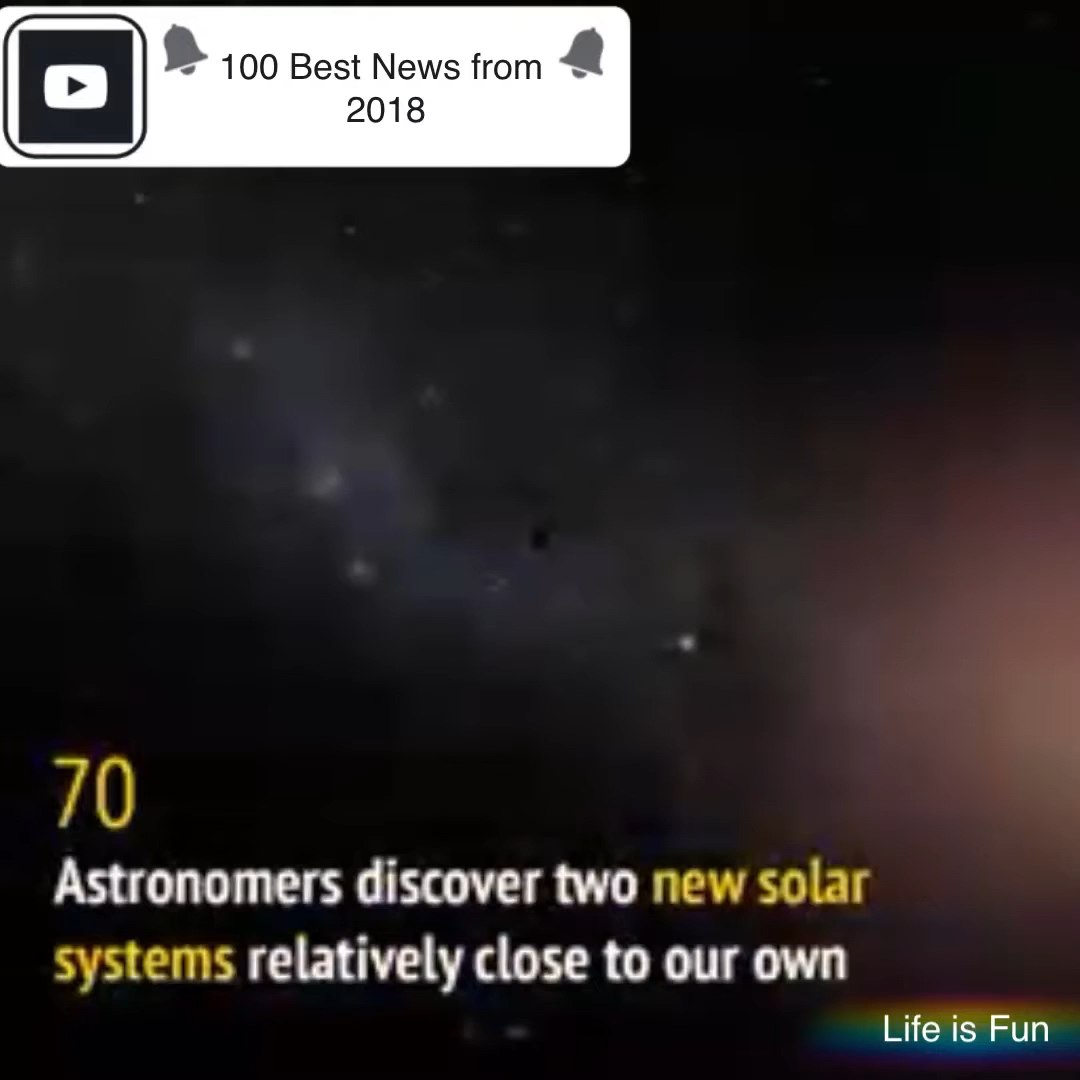 100 Best News from
2018
70
Astronomers discover two new solar
systems relatively close to our own
Life is Fun